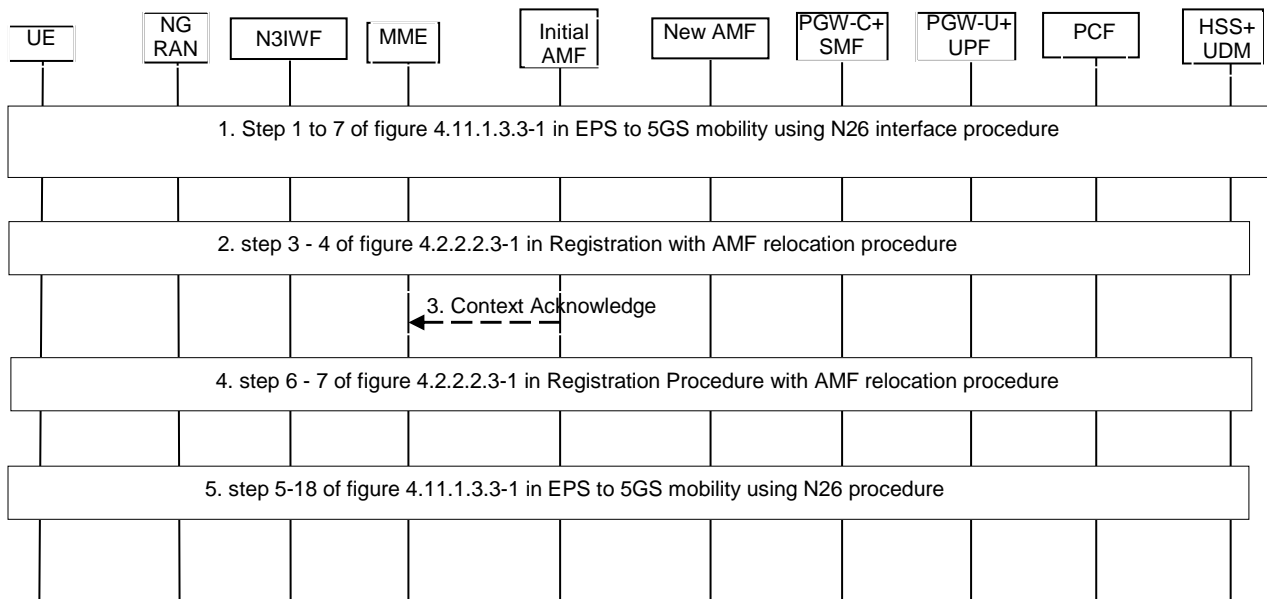 UE
NG
RAN
N3IWF
MME
Initial
AMF
New AMF
PGW-C+
SMF
PGW-U+
UPF
PCF
HSS+
UDM
1. Step 1 to 7 of figure 4.11.1.3.3-1 in EPS to 5GS mobility using N26 interface procedure
2. step 3 - 4 of figure 4.2.2.2.3-1 in Registration with AMF relocation procedure
3. Context Acknowledge
4. step 6 - 7 of figure 4.2.2.2.3-1 in Registration Procedure with AMF relocation procedure
5. step 5-18 of figure 4.11.1.3.3-1 in EPS to 5GS mobility using N26 procedure